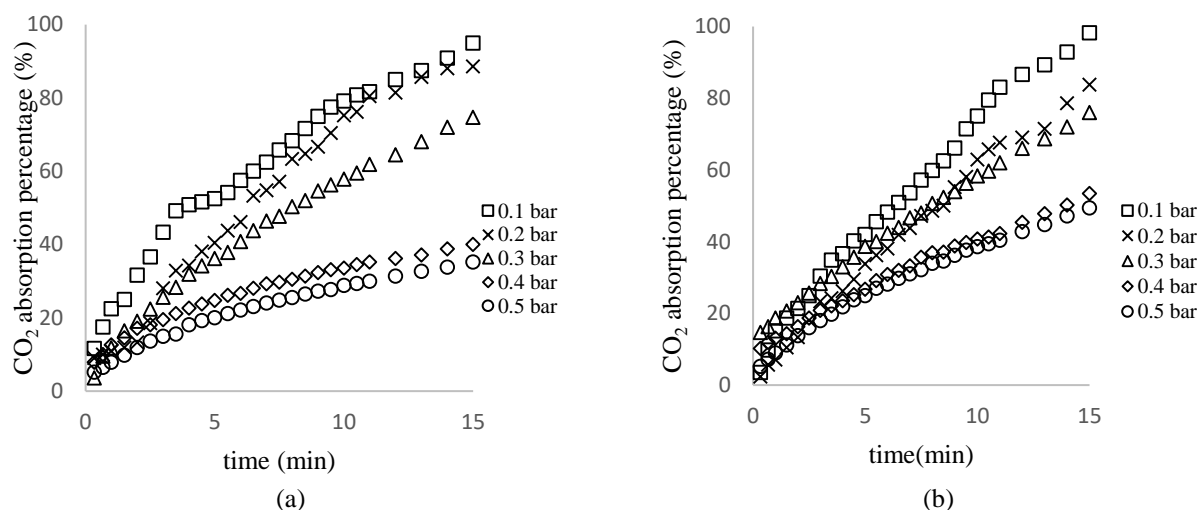 CO2 absorption percentage (%)
100
80
60
40
20
0
0 5 10 15
time (min)
0.1 bar
0.2 bar
0.3 bar
0.4 bar
0.5 bar
(a)
CO2 absorption percentage (%)
100
80
60
40
20
0
0 5 10 15
time(min)
0.1 bar
0.2 bar
0.3 bar
0.4 bar
0.5 bar
(b)